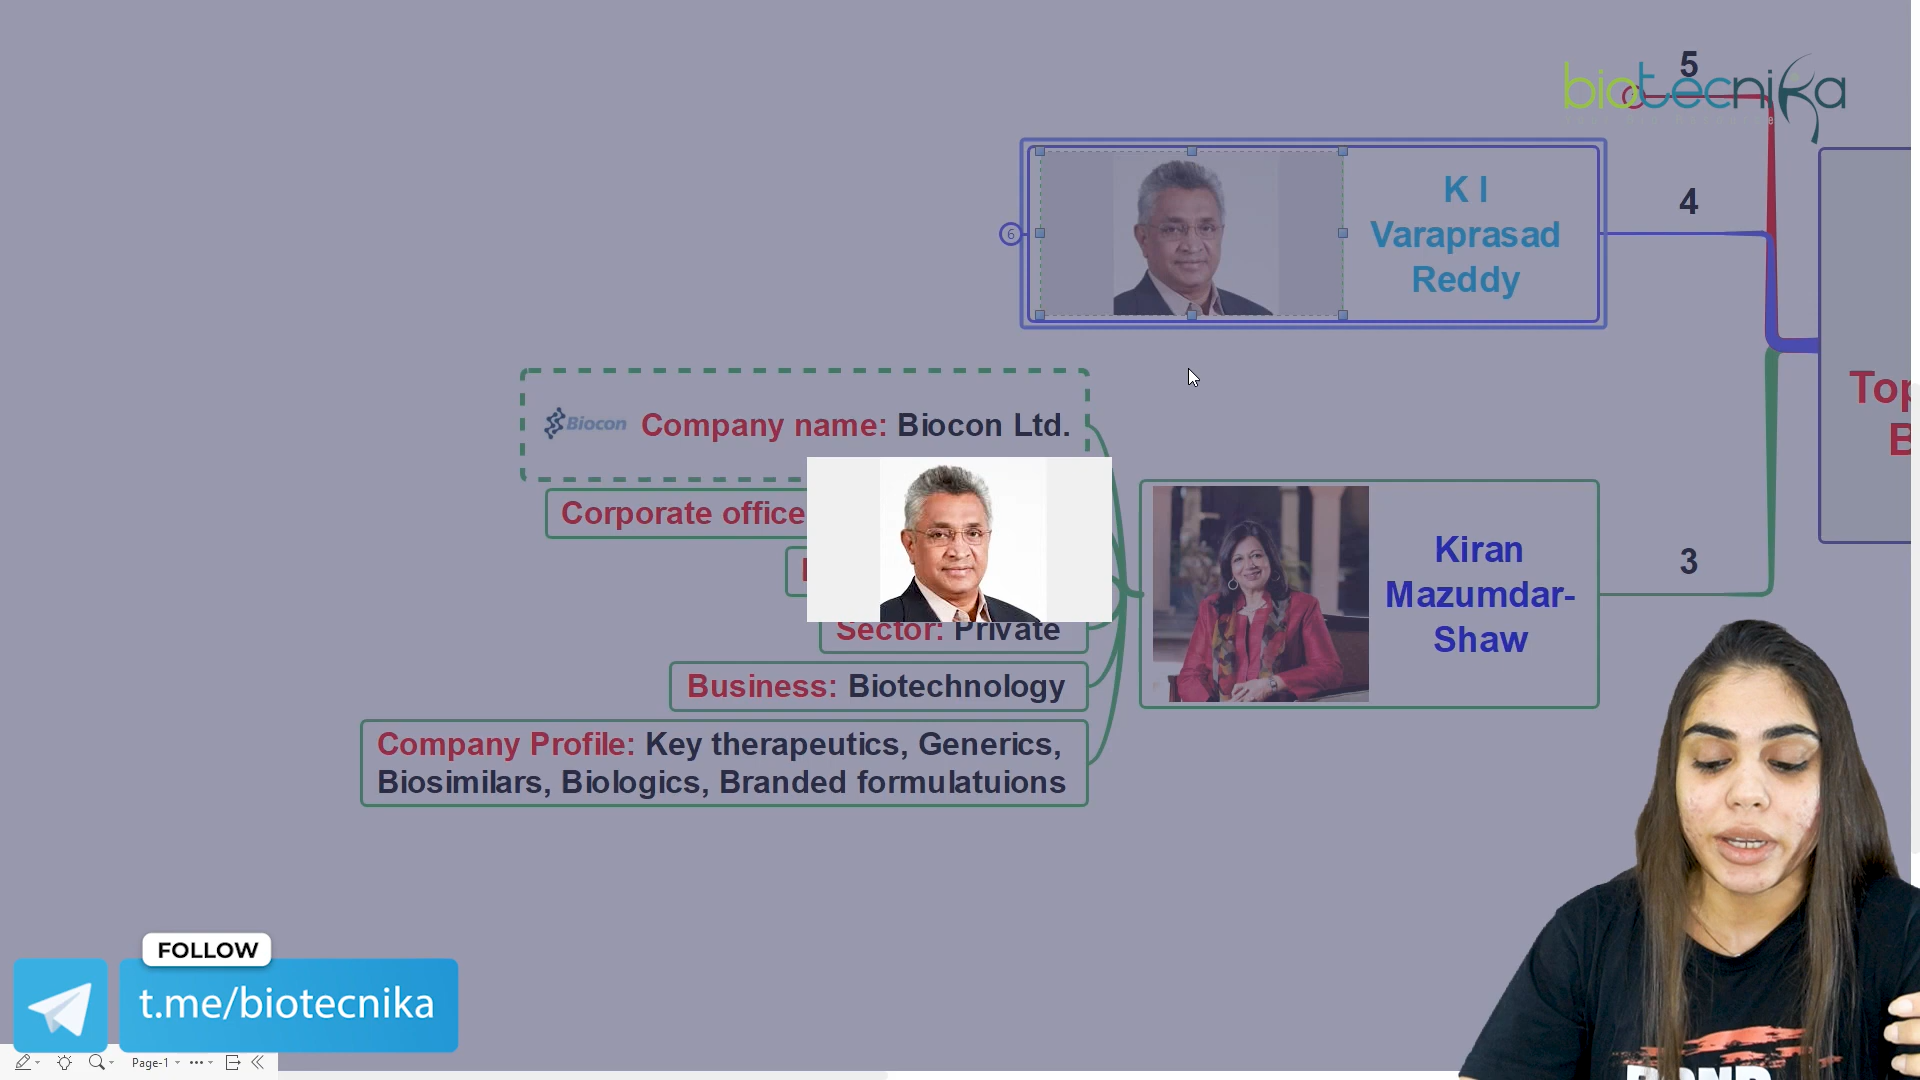 5
biotecnika
K I
Varaprasad
Reddy
4
6
Biocon
Company name: Biocon Ltd.
Top
B
Corporate office
Kiran
Mazumdar-
Shaw
3
Sector: Private
Business: Biotechnology
Company Profile: Key therapeutics, Generics,
Biosimilars, Biologics, Branded formulatuions
FOLLOW
t.me/biotecnika
Page-1